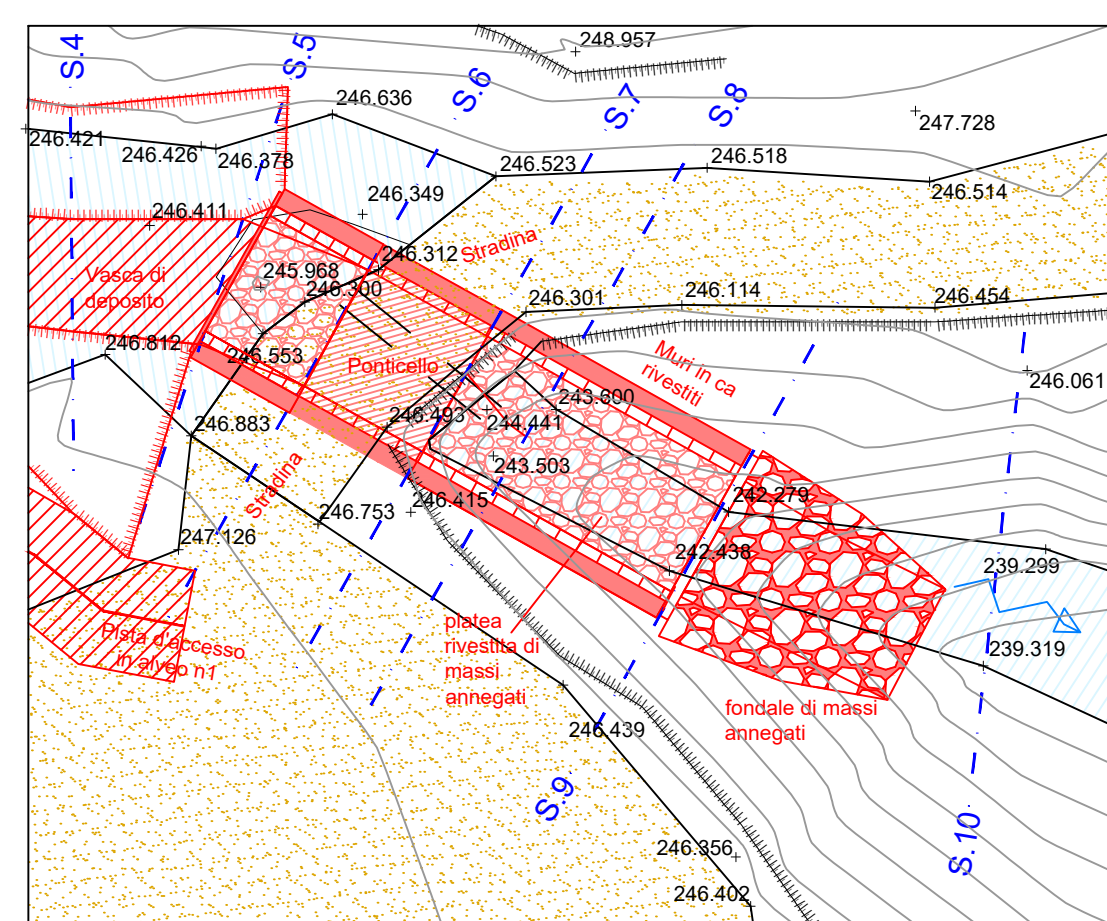 S.4
S.5
S.6
S.7
S.8
248.957
246.636
247.728
246.421
246.426
246.378
246.523
246.518
246.514
246.349
246.411
246.312
Stradina
245.968
246.300
Vasca di
deposito
246.301
246.114
246.454
246.812
246.553
Ponticello
Muri in ca
rivestiti
246.061
243.600
246.493
244.441
246.883
243.503
Stradina
246.415
242.279
246.753
247.126
242.438
239.299
platea
rivestita di
massi
annegati
Pista d'accesso
in alveo n1
239.319
fondale di massi
annegati
246.439
S.9
S.10
246.356
246.402